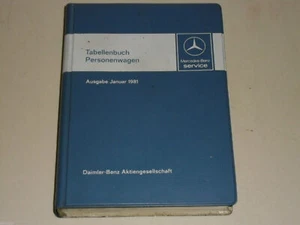 Tabellenbuch
Personenwagen
Mercedes-Benz
service
Ausgabe Januar 1981
Daimler-Benz Aktiengesellschaft